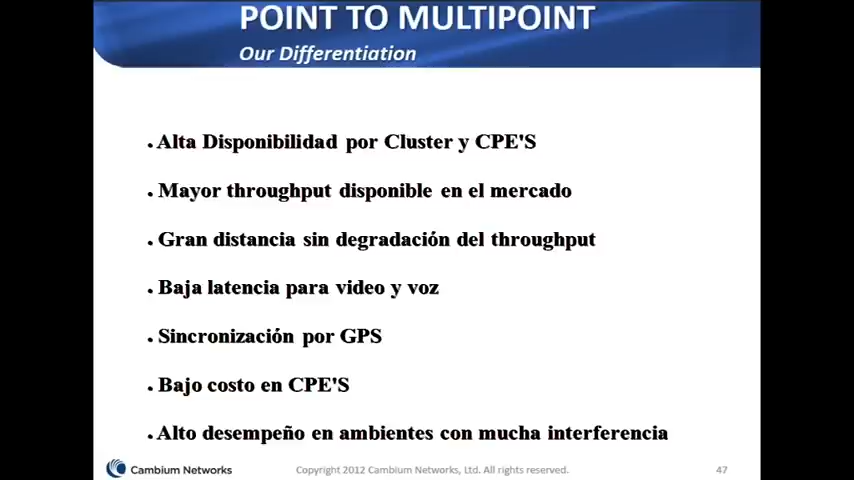 POINT TO MULTIPOINT
Our Differentiation
. Alta Disponibilidad por Cluster y CPE'S
. Mayor throughput disponible en el mercado
. Gran distancia sin degradación del throughput
. Baja latencia para video y voz
. Sincronización por GPS
. Bajo costo en CPE'S
. Alto desempeño en ambientes con mucha interferencia
Cambium Networks
Copyright 2012 Cambium Networks, Ltd. All rights reserved.
47